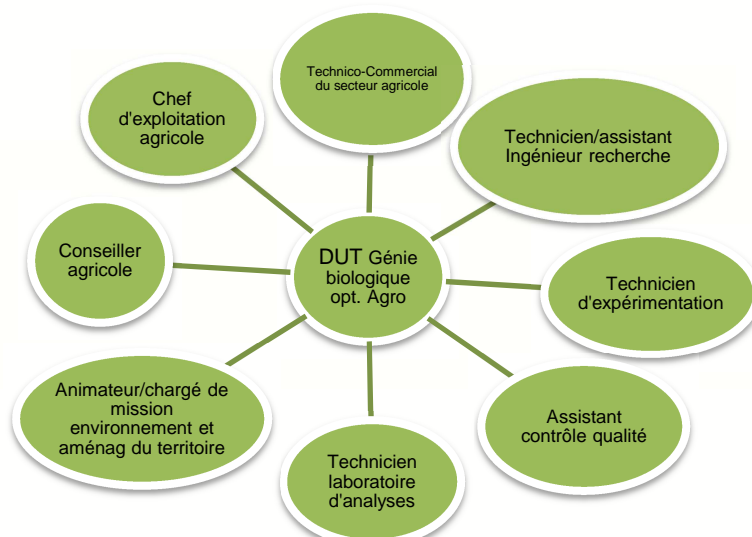 Technico-Commercial
du secteur agricole
Chef
d'exploitation
agricole
Technicien/assistant
Ingénieur recherche
Conseiller
agricole
DUT Génie
biologique
opt. Agro
Technicien
d'expérimentation
Animateur/chargé de
mission
environnement et
aménag du territoire
Assistant
contrôle qualité
Technicien
laboratoire
d'analyses